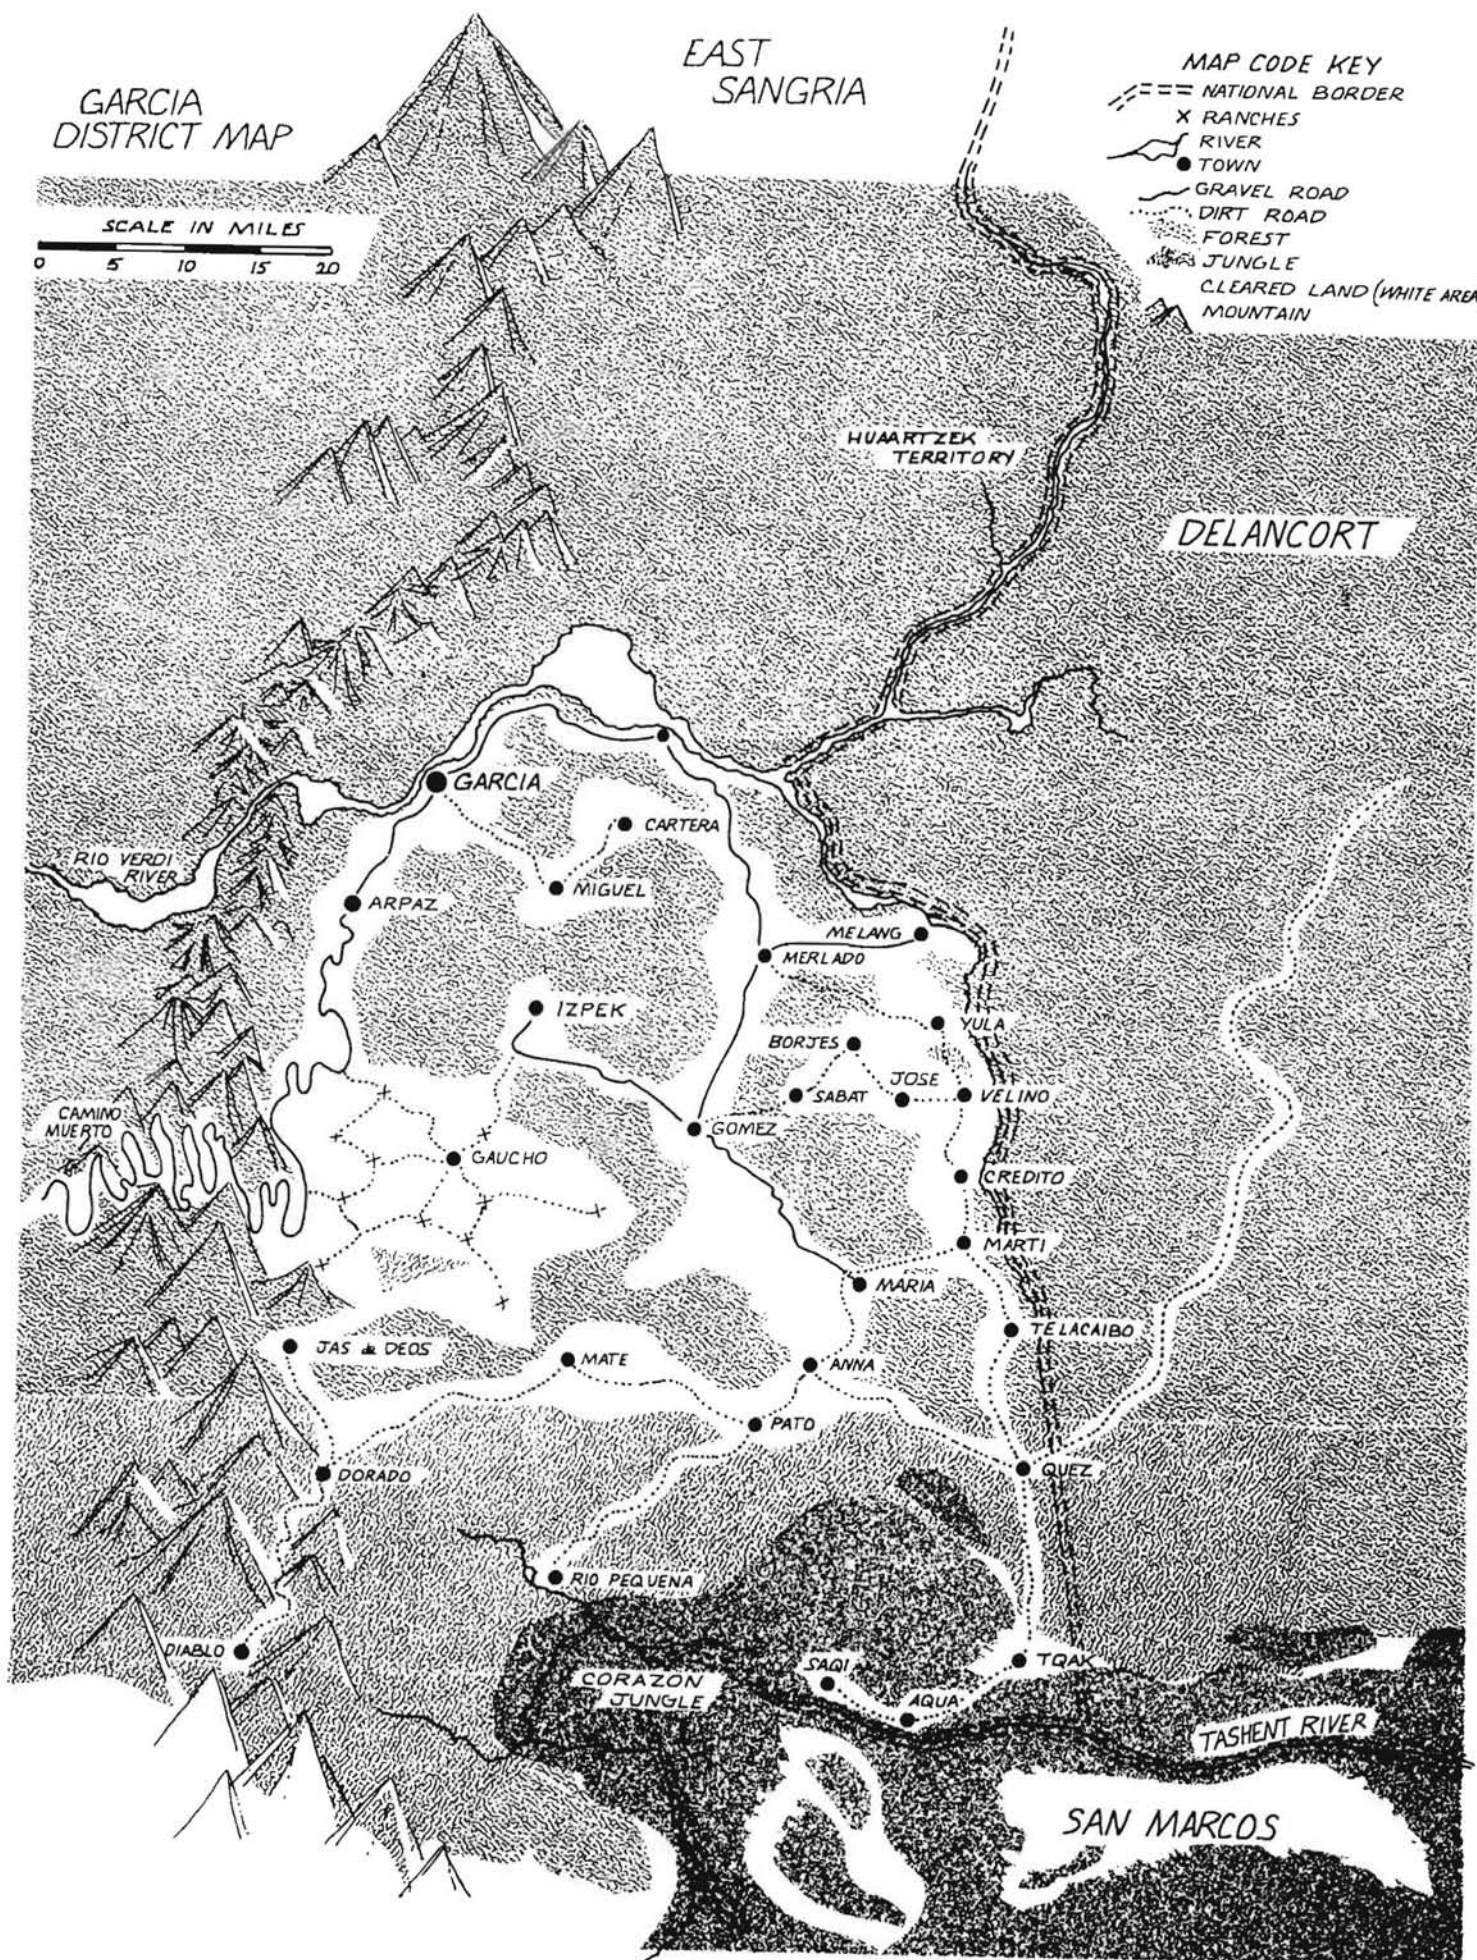 GARCIA
DISTRICT MAP
EAST
SANGRIA
MAP CODE KEY
NATIONAL BORDER
RANCHES
RIVER
TOWN
GRAVEL ROAD
DIRT ROAD
FOREST
JUNGLE
CLEARED LAND (WHITE AREA
MOUNTAIN
SCALE IN MILES
0 5 10 15 20
HUAARTZEK
TERRITORY
DELANCORT
GARCIA
CARTERA
RIO VERDI
RIVER
MIGUEL
ARPAZ
MELANG
MERLADO
IZPEK
YULA
BORJES
JOSE
SABAT
VELINO
CAMINO
MUERTO
GOMEZ
GAUCHO
CREDITO
MARTI
MARIA
TELACAIBO
JAS de DEOS
MATE
ANNA
PATO
DORADO
QUEZ
RIO PEQUENA
DIABLO
SAQI
TQAK
CORAZON
JUNGLE
AQUA
TASHENT RIVER
SAN MARCOS